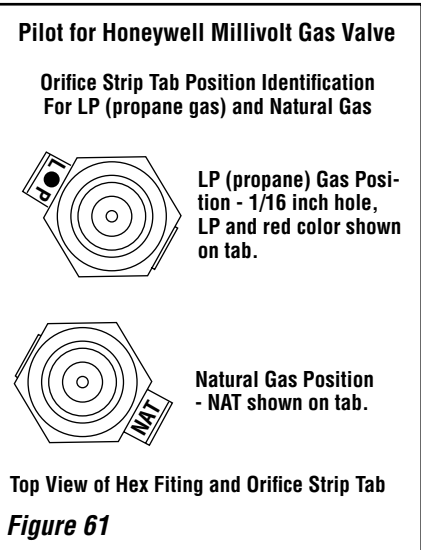 Pilot for Honeywell Millivolt Gas Valve
Orifice Strip Tab Position Identification
For LP (propane gas) and Natural Gas
L P
LP (propane) Gas Posi-
tion - 1/16 inch hole,
LP and red color shown
on tab.
NAT
Natural Gas Position
- NAT shown on tab.
Top View of Hex Fiting and Orifice Strip Tab
Figure 61